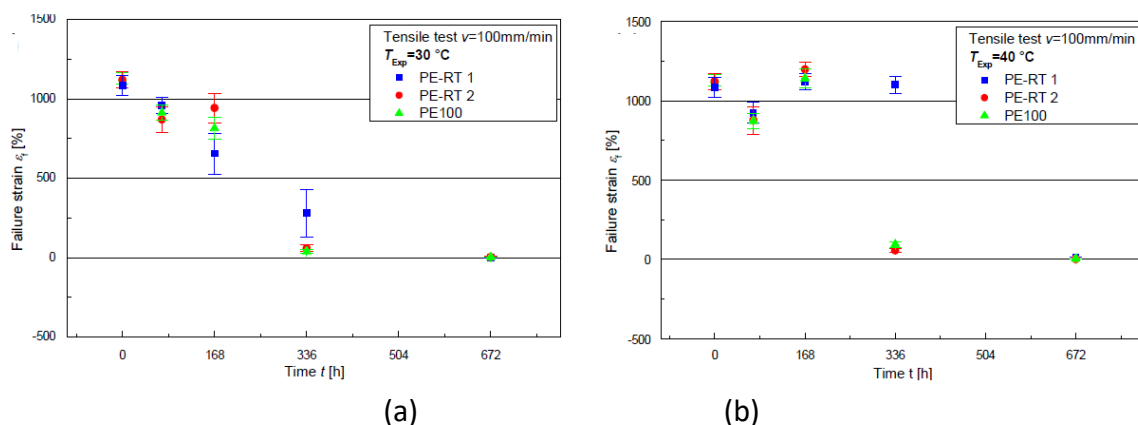 1500
1000
500
0
-500
Failure strain εf [%]
Tensile test v=100mm/min
TExp=30 °C
PE-RT 1
PE-RT 2
PE100
0 168 336 504 672
Time t [h]
(a)
1500
1000
500
0
-500
Failure strain εf [%]
Tensile test v=100mm/min
TExp=40 °C
PE-RT 1
PE-RT 2
PE100
0 168 336 504 672
Time t [h]
(b)